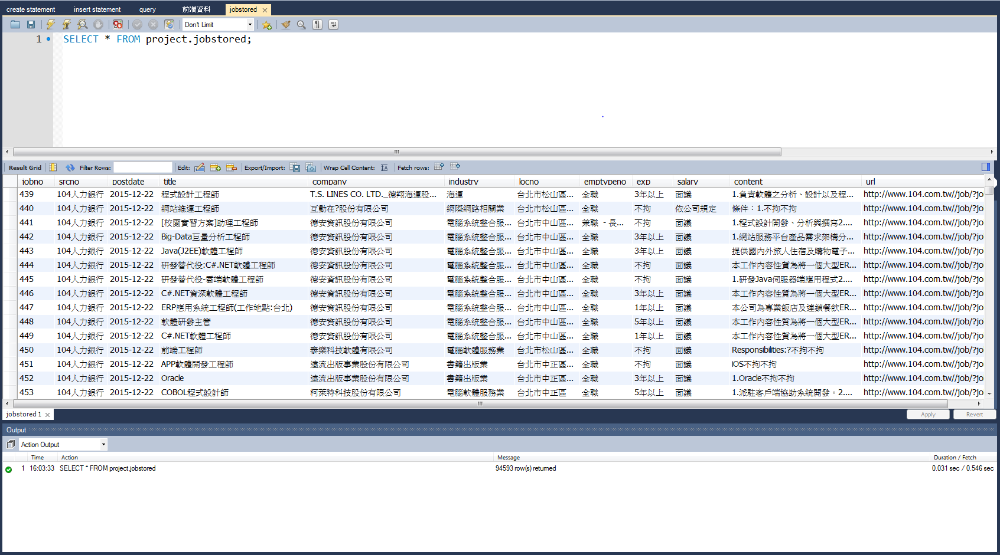 create statement insert statement query 前端資料 jobstored
Don't Limit
1 SELECT * FROM project.jobstored;
Result Grid Filter Rows: Edit: Export/Import: Wrap Cell Content: Fetch rows:
jobno srcno postdate title company industry locno emptypeno exp salary content url
439 104人力銀行 2015-12-22 程式設計工程師 T.S. LINES CO. LTD._德翔海運股... 海運 台北市松山區... 全職 3年以上 面議 1.負責軟體之分析、設計以及程... http://www.104.com.tw//job/?jo
440 104人力銀行 2015-12-22 網站維運工程師 互動在?股份有限公司 網際網路相關業 台北市松山區... 全職 不拘 依公司規定 條件：1.不拘不拘 http://www.104.com.tw//job/?jo
441 104人力銀行 2015-12-22 [校園實習方案]助理工程師 德安資訊股份有限公司 電腦系統整合服... 台北市中山區... 兼職 - 長... 不拘 面議 1.程式設計開發、分析與撰寫2.... http://www.104.com.tw//job/?jo
442 104人力銀行 2015-12-22 Big-Data巨量分析工程師 德安資訊股份有限公司 電腦系統整合服... 台北市中山區... 全職 3年以上 面議 1.網站服務平台產品需求架構分... http://www.104.com.tw//job/?jo
443 104人力銀行 2015-12-22 Java(J2EE)軟體工程師 德安資訊股份有限公司 電腦系統整合服... 台北市中山區... 全職 3年以上 面議 提供國內外旅人住宿及購物電子... http://www.104.com.tw//job/?jo
444 104人力銀行 2015-12-22 研發替代役:C#.NET軟體工程師 德安資訊股份有限公司 電腦系統整合服... 台北市中山區... 全職 不拘 面議 本工作內容性質為將一個大型ER... http://www.104.com.tw//job/?jo
445 104人力銀行 2015-12-22 研發替代役-雲端軟體工程師 德安資訊股份有限公司 電腦系統整合服... 台北市中山區... 全職 不拘 面議 1.研發Java伺服器端應用程式2.... http://www.104.com.tw//job/?jo
446 104人力銀行 2015-12-22 C#.NET資深軟體工程師 德安資訊股份有限公司 電腦系統整合服... 台北市中山區... 全職 3年以上 面議 本工作內容性質為將一個大型ER... http://www.104.com.tw//job/?jo
447 104人力銀行 2015-12-22 ERP應用系統工程師(工作地點:台北) 德安資訊股份有限公司 電腦系統整合服... 台北市中山區... 全職 1年以上 面議 本公司為專業飯店及連鎖餐飲ER... http://www.104.com.tw//job/?jo
448 104人力銀行 2015-12-22 軟體研發主管 德安資訊股份有限公司 電腦系統整合服... 台北市中山區... 全職 5年以上 面議 本工作內容性質為將一個大型ER... http://www.104.com.tw//job/?jo
449 104人力銀行 2015-12-22 C#.NET軟體工程師 德安資訊股份有限公司 電腦系統整合服... 台北市中山區... 全職 1年以上 面議 本工作內容性質為將一個大型ER... http://www.104.com.tw//job/?jo
450 104人力銀行 2015-12-22 前端工程師 泰樂科技軟體有限公司 電腦軟體服務業 台北市松山區... 全職 不拘 面議 Responsibilities:?不拘不拘 http://www.104.com.tw//job/?jo
451 104人力銀行 2015-12-22 APP軟體開發工程師 遠流出版事業股份有限公司 書籍出版業 台北市中正區... 全職 不拘 面議 iOS不拘不拘 http://www.104.com.tw//job/?jo
452 104人力銀行 2015-12-22 Oracle 遠流出版事業股份有限公司 書籍出版業 台北市中正區... 全職 3年以上 面議 1.Oracle不拘不拘 http://www.104.com.tw//job/?jo
453 104人力銀行 2015-12-22 COBOL程式設計師 柯萊特科技股份有限公司 電腦軟體服務業 台北市中正區 全職 5年以上 面議 1.派駐客戶端協助系統開發。2.... http://www.104.com.tw//job/?jo
jobstored 1 Apply Revert
Output
Action Output
Time Action Message Duration / Fetch
1 16:03:33 SELECT * FROM project.jobstored 94593 row(s) returned 0.031 sec / 0.546 sec